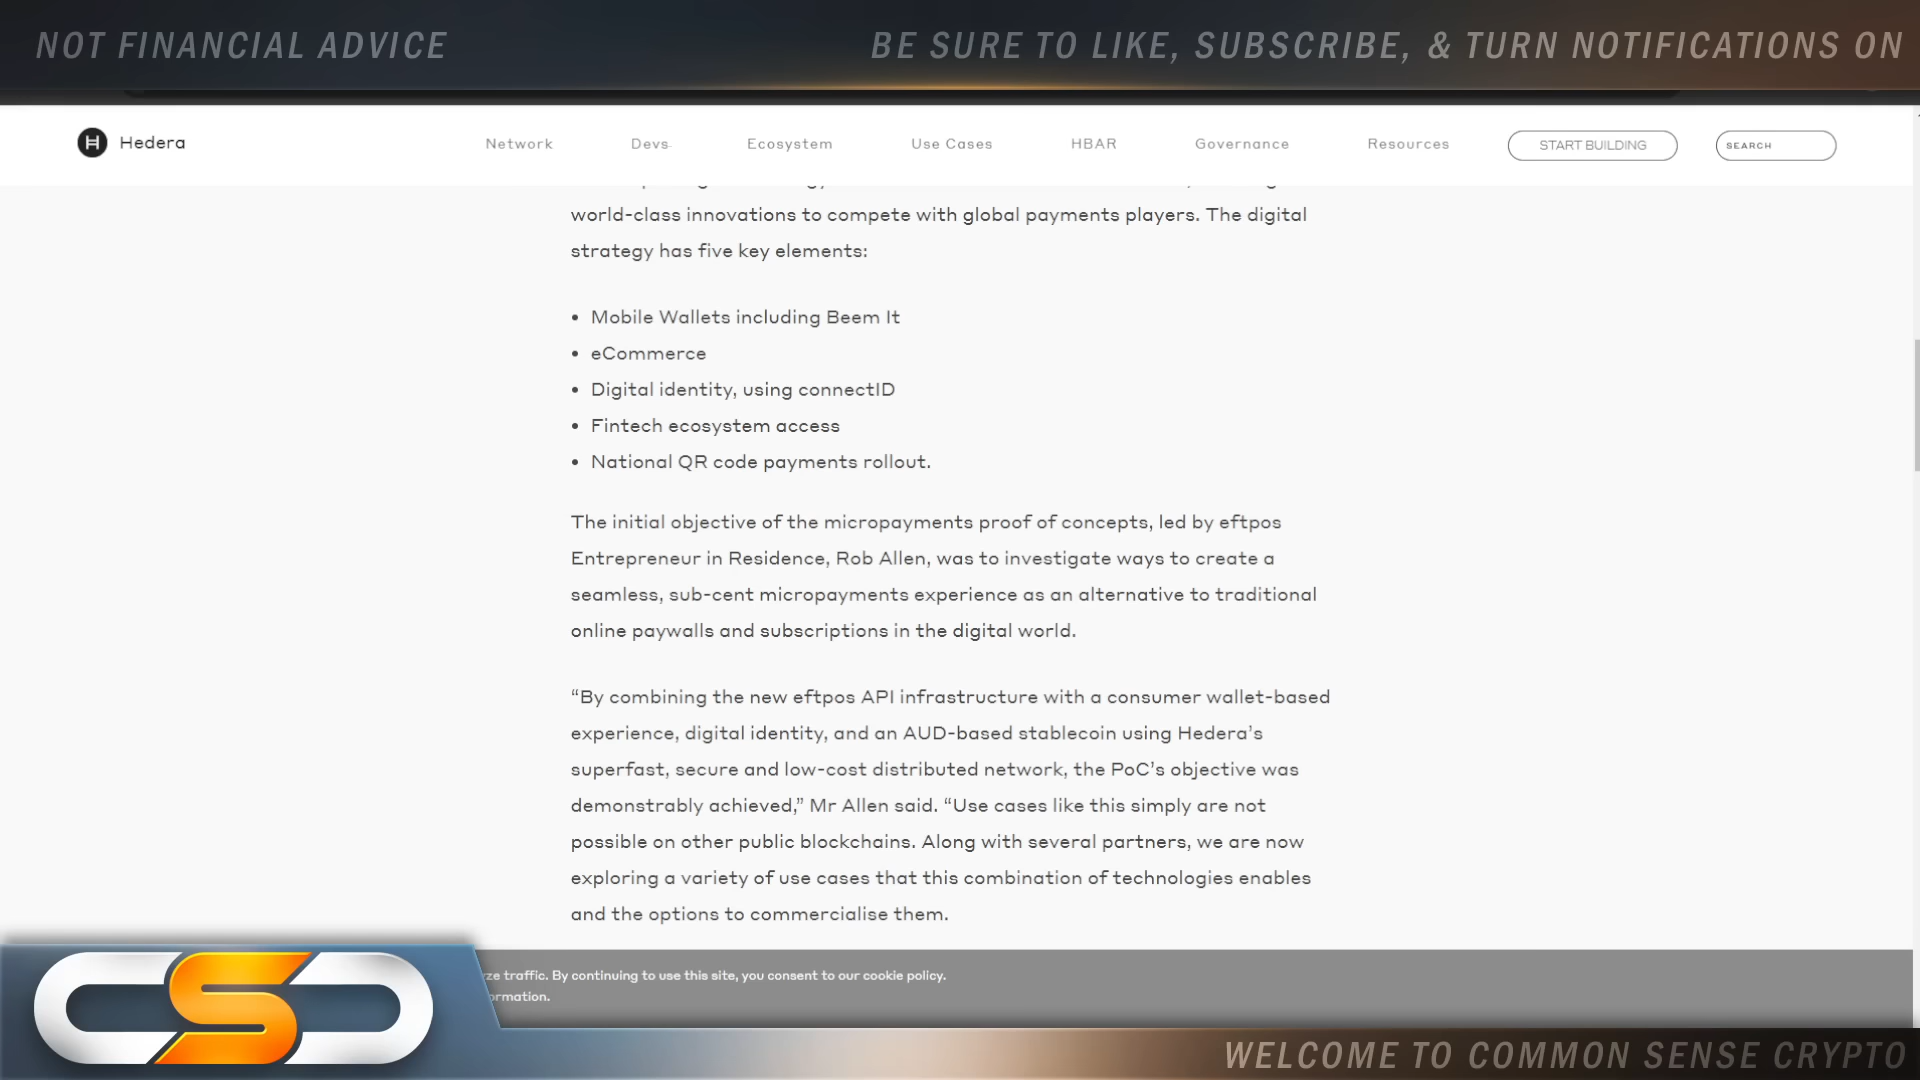 NOT FINANCIAL ADVICE
BE SURE TO LIKE, SUBSCRIBE, & TURN NOTIFICATIONS ON
Hedera
Network
Devs
Ecosystem
Use Cases
HBAR
Governance
Resources
START BUILDING
SEARCH
world-class innovations to compete with global payments players. The digital
strategy has five key elements:
• Mobile Wallets including Beem It
• eCommerce
• Digital identity, using connectID
• Fintech ecosystem access
• National QR code payments rollout.
The initial objective of the micropayments proof of concepts, led by eftpos
Entrepreneur in Residence, Rob Allen, was to investigate ways to create a
seamless, sub-cent micropayments experience as an alternative to traditional
online paywalls and subscriptions in the digital world.
“By combining the new eftpos API infrastructure with a consumer wallet-based
experience, digital identity, and an AUD-based stablecoin using Hedera’s
superfast, secure and low-cost distributed network, the PoC’s objective was
demonstrably achieved,” Mr Allen said. “Use cases like this simply are not
possible on other public blockchains. Along with several partners, we are now
exploring a variety of use cases that this combination of technologies enables
and the options to commercialise them.
traffic. By continuing to use this site, you consent to our cookie policy.
CSC
WELCOME TO COMMON SENSE CRYPTO